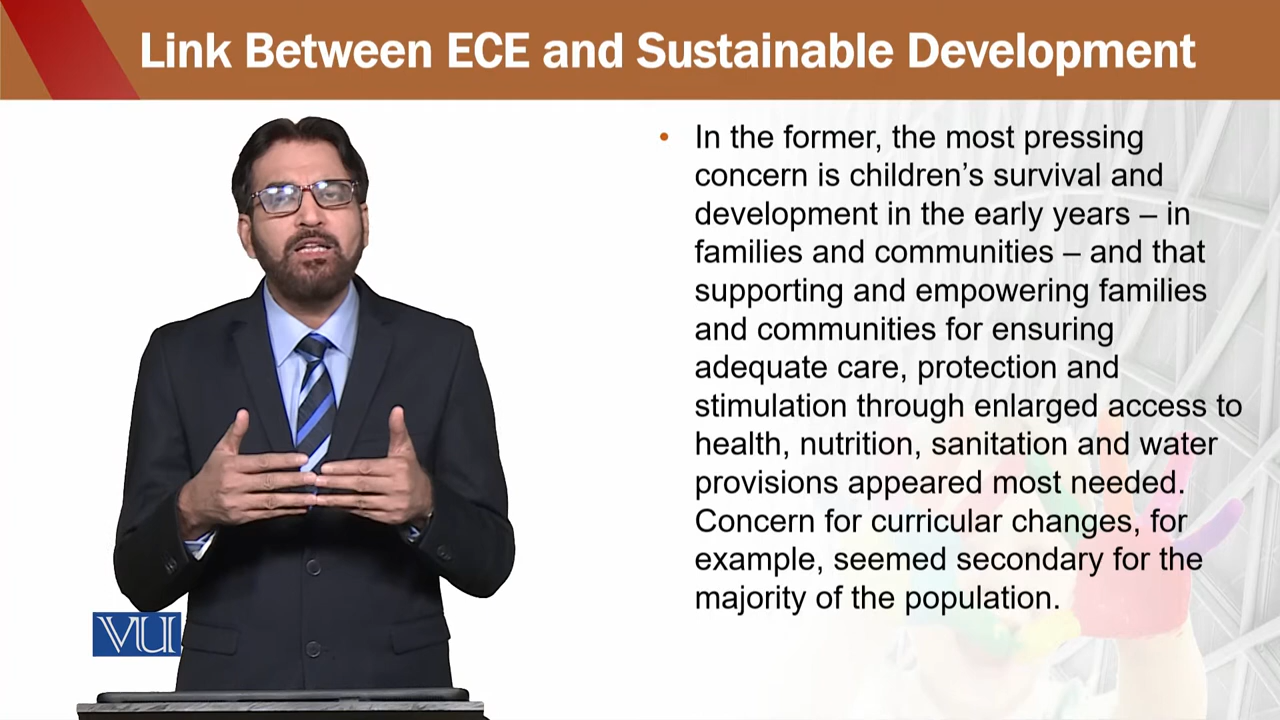 Link Between ECE and Sustainable Development
• In the former, the most pressing
concern is children’s survival and
development in the early years – in
families and communities – and that
supporting and empowering families
and communities for ensuring
adequate care, protection and
stimulation through enlarged access to
health, nutrition, sanitation and water
provisions appeared most needed.
Concern for curricular changes, for
example, seemed secondary for the
majority of the population.
VU